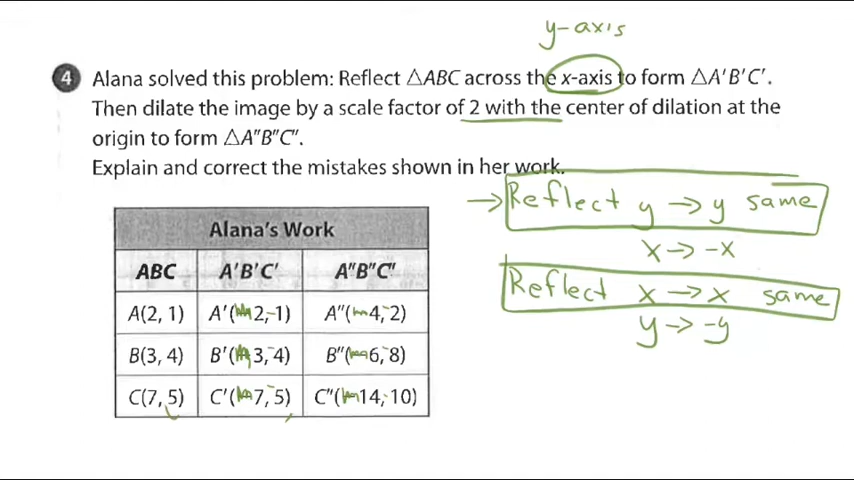 y-axis
4 Alana solved this problem: Reflect △ABC across the x-axis to form △A'B'C'.
Then dilate the image by a scale factor of 2 with the center of dilation at the
origin to form △A"B"C".
Explain and correct the mistakes shown in her work.
→ Reflect y → y same
x → -x
Reflect x → x same
y → -y
Alana's Work
ABC A'B'C' A"B"C"
A(2, 1) A'(2,-1) A"(4,-2)
B(3, 4) B'(3,-4) B"(6,-8)
C(7, 5) C'(7,-5) C"(14,-10)